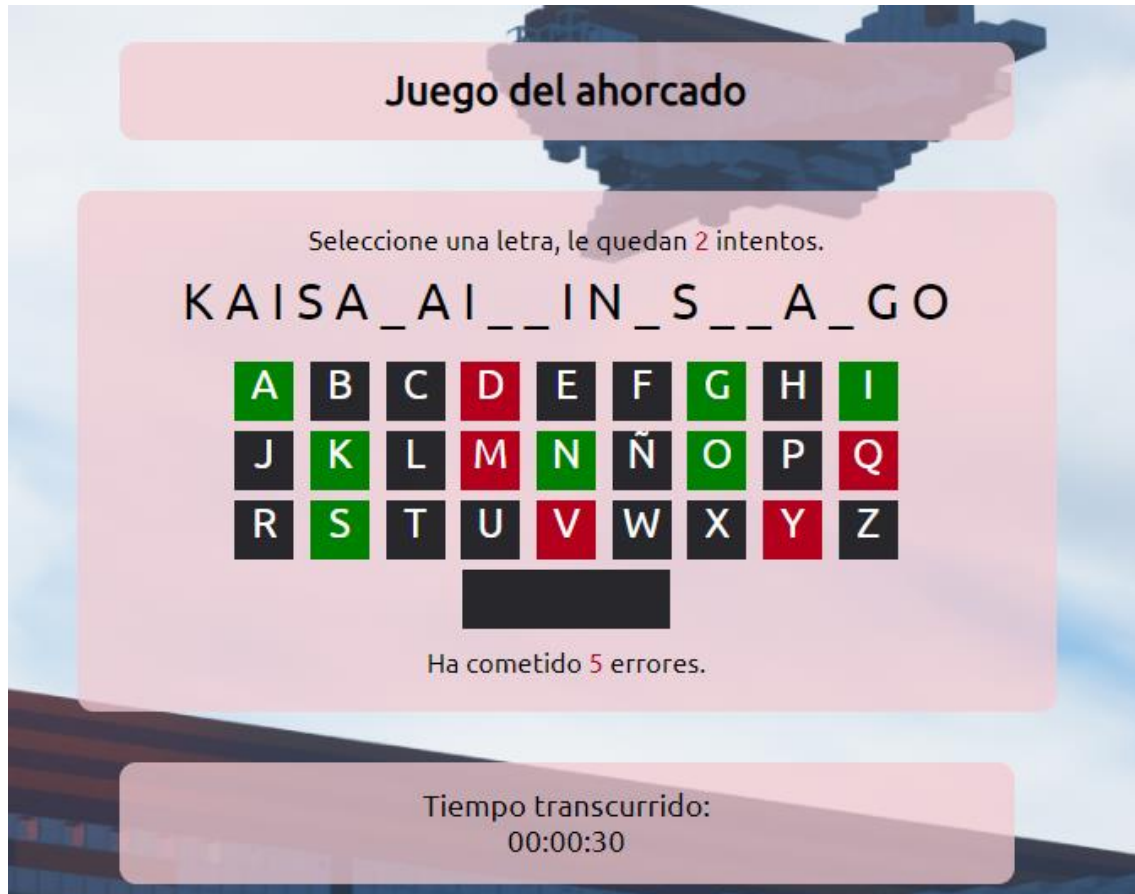 Juego del ahorcado
Seleccione una letra, le quedan 2 intentos.
K A I S A _ A I _ _ I N _ S _ _ A _ G O
A B C D E F G H I
J K L M N Ñ O P Q
R S T U V W X Y Z
Ha cometido 5 errores.
Tiempo transcurrido:
00:00:30